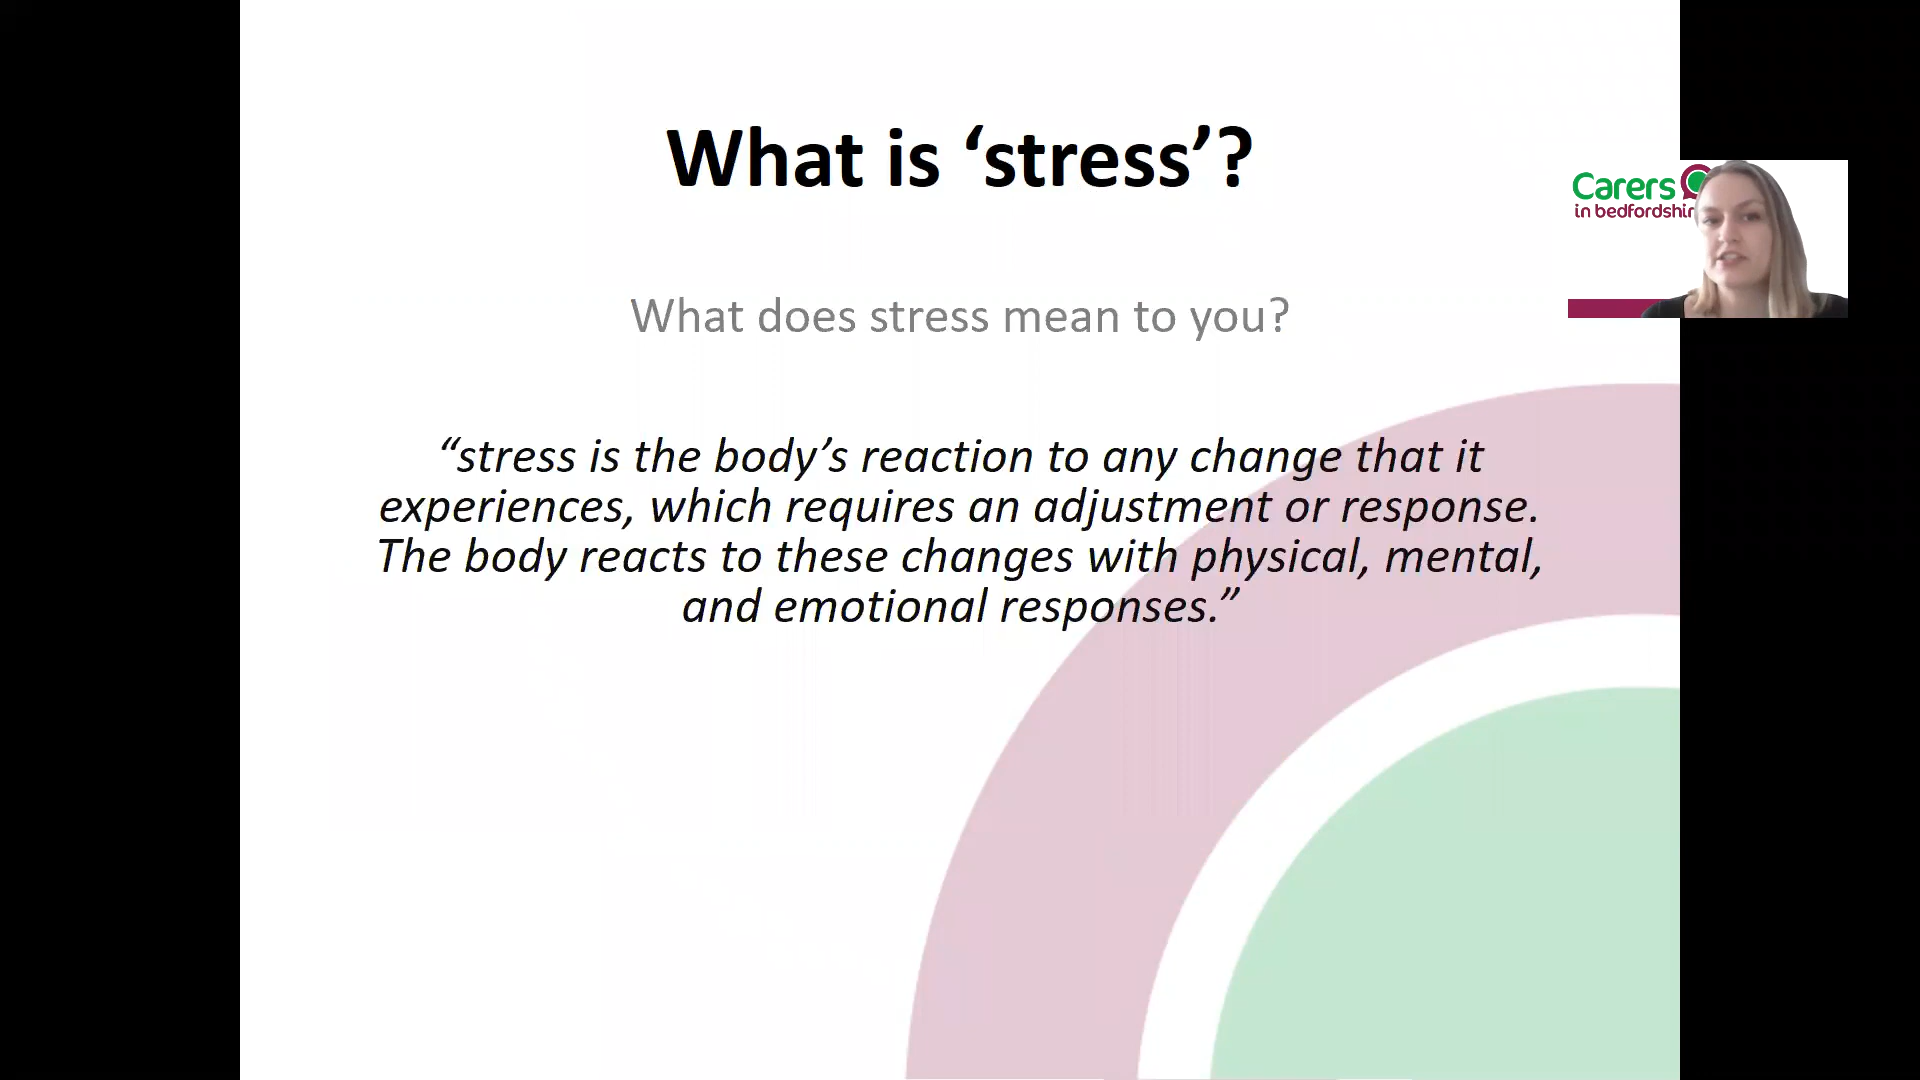 What is ‘stress’?
Carers
in bedfordshir
What does stress mean to you?
“stress is the body’s reaction to any change that it
experiences, which requires an adjustment or response.
The body reacts to these changes with physical, mental,
and emotional responses.”